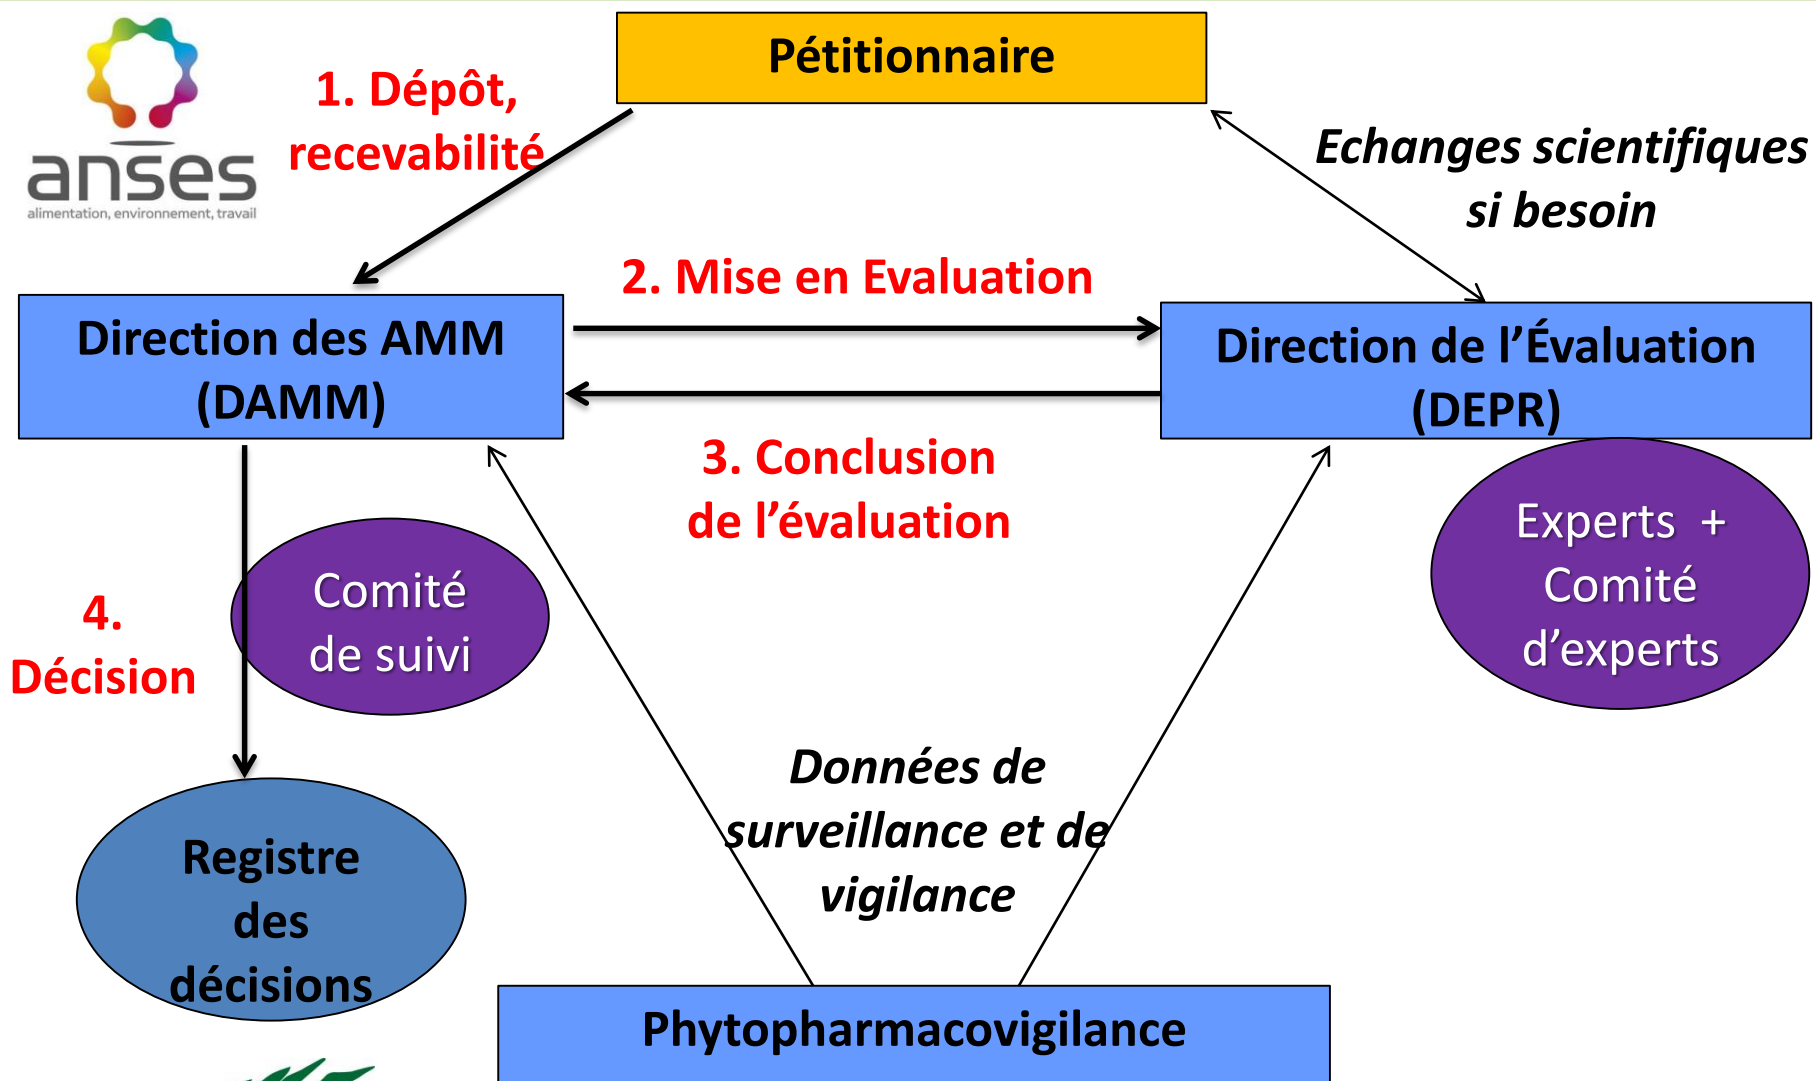 anses
alimentation, environnement, travail
Pétitionnaire
1. Dépôt,
recevabilité
Echanges scientifiques
si besoin
2. Mise en Evaluation
Direction des AMM
(DAMM)
Direction de l’Évaluation
(DEPR)
3. Conclusion
de l’évaluation
Experts +
Comité
d’experts
Comité
de suivi
4.
Décision
Données de
surveillance et de
vigilance
Registre
des
décisions
Phytopharmacovigilance